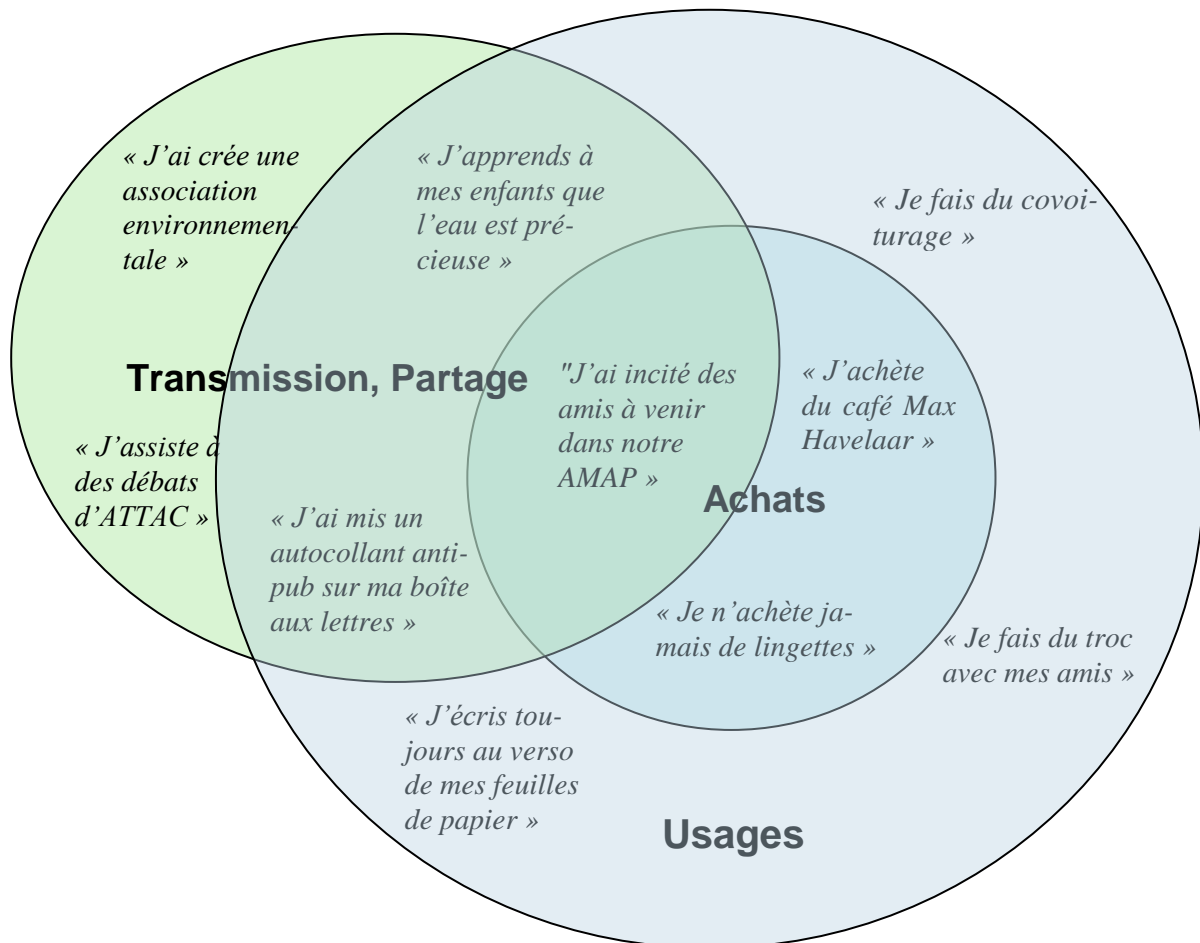 « J’ai crée une
association
environnemen-
tale »
« J’apprends à
mes enfants que
l’eau est pré-
cieuse »
« Je fais du covoi-
turage »
Transmission, Partage
"J’ai incité des
amis à venir
dans notre
AMAP »
« J’achète
du café Max
Havelaar »
« J’assiste à
des débats
d’ATTAC »
Achats
« J’ai mis un
autocollant anti-
pub sur ma boîte
aux lettres »
« Je n’achète ja-
mais de lingettes »
« Je fais du troc
avec mes amis »
« J’écris tou-
jours au verso
de mes feuilles
de papier »
Usages